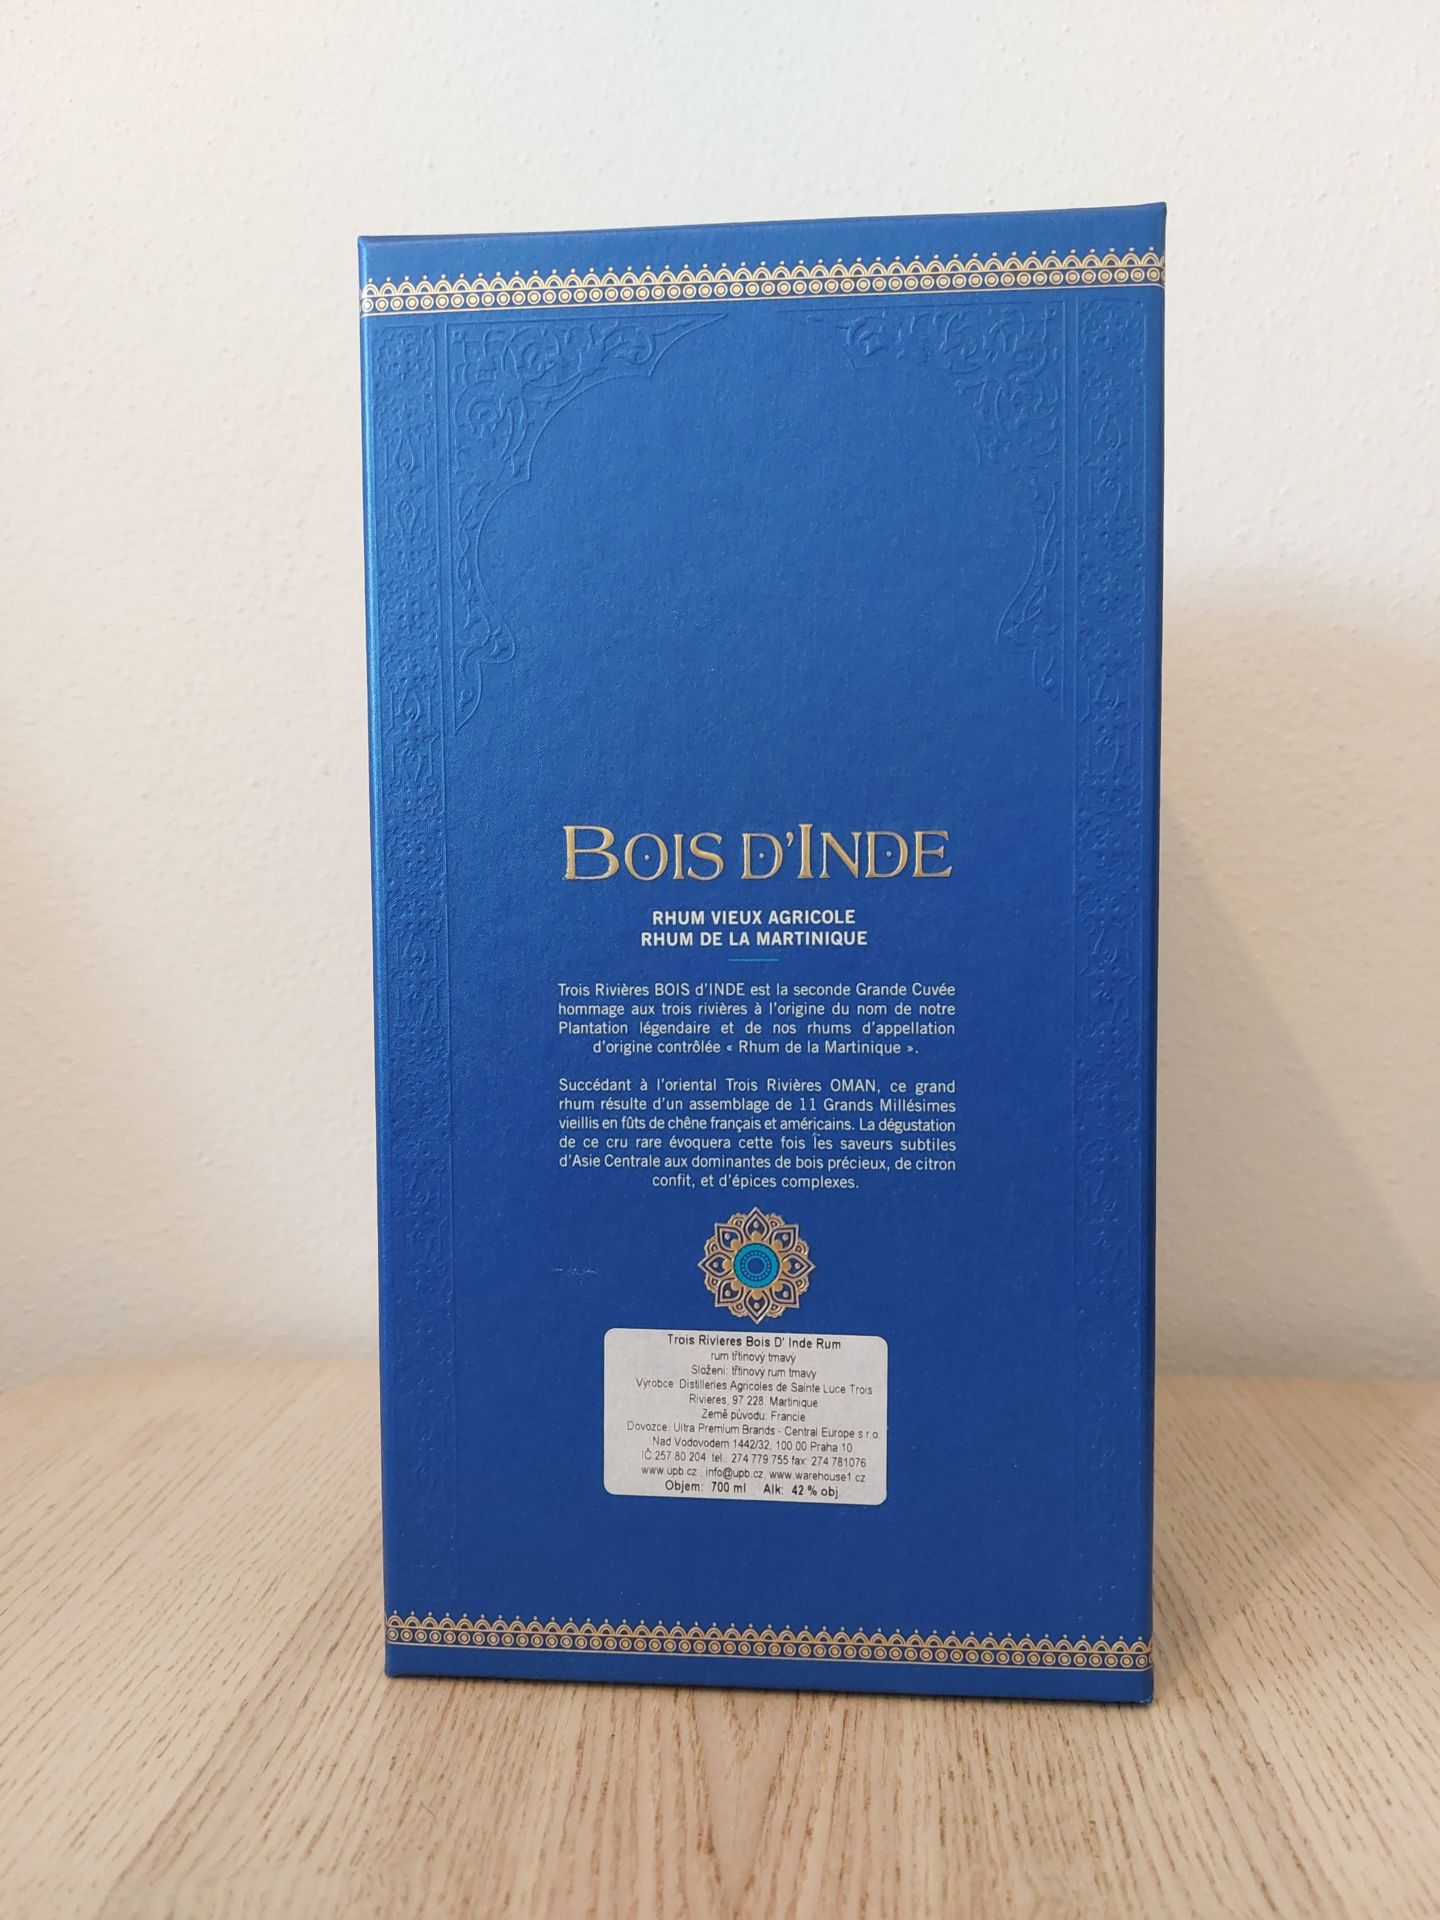 BOIS D'INDE
RHUM VIEUX AGRICOLE
RHUM DE LA MARTINIQUE
Trois Rivières BOIS d'INDE est la seconde Grande Cuvée
hommage aux trois rivières à l'origine du nom de notre
Plantation légendaire et de nos rhums d'appellation
d'origine contrôlée « Rhum de la Martinique ».
Succédant à l'oriental Trois Rivières OMAN, ce grand
rhum résulte d'un assemblage de 11 Grands Millésimes
vieillis en fûts de chêne français et américains. La dégustation
de ce cru rare évoquera cette fois les saveurs subtiles
d'Asie Centrale aux dominantes de bois précieux, de citron
confit, et d'épices complexes.
Trois Rivieres Bois D' Inde Rum
rum třtinový tmavý
Složení: třtinový rum tmavy
Výrobce: Distilleries Agricoles de Sainte Luce Trois
Rivieres, 97 228. Martinique
Země původu: Francie
Dovozce: Ultra Premium Brands - Central Europe s r o.
Nad Vodovodem 1442/32, 100 00 Praha 10
IČ 257 80 204 tel.: 274 779 755 fax: 274 781076
www.upb.cz , info@upb.cz, www.warehouse1.cz
Objem: 700 ml Alk: 42 % obj.